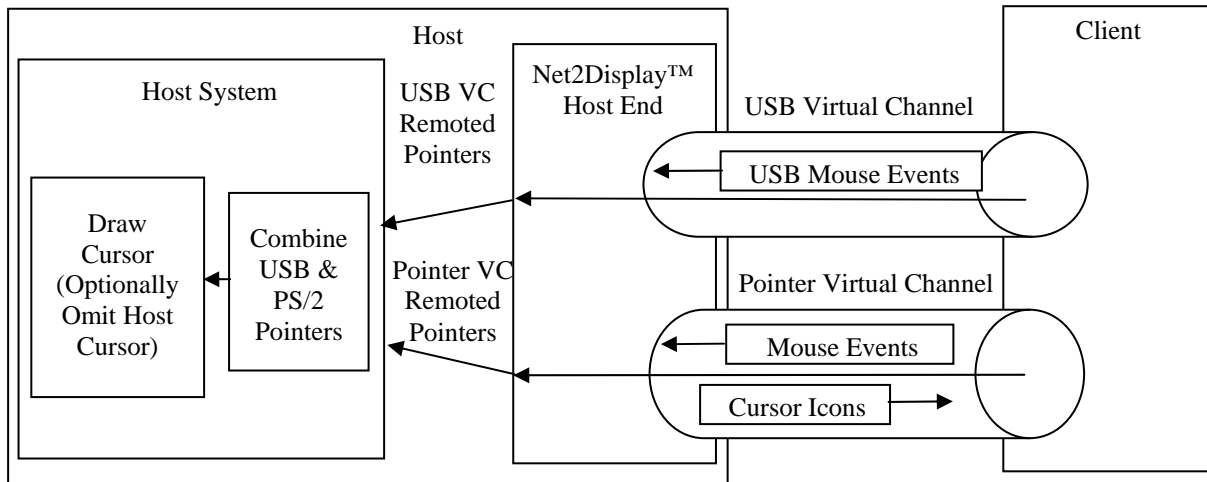 Host
Client
Host System
Net2Display™
Host End
USB VC
Remoted
Pointers
USB Virtual Channel
USB Mouse Events
Draw
Cursor
(Optionally
Omit Host
Cursor)
Combine
USB &
PS/2
Pointers
Pointer VC
Remoted
Pointers
Pointer Virtual Channel
Mouse Events
Cursor Icons